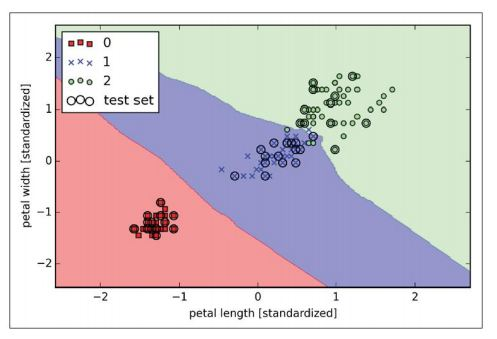 0
1
2
test set
2
1
0
−1
−2
petal width [standardized]
−2 −1 0 1 2
petal length [standardized]